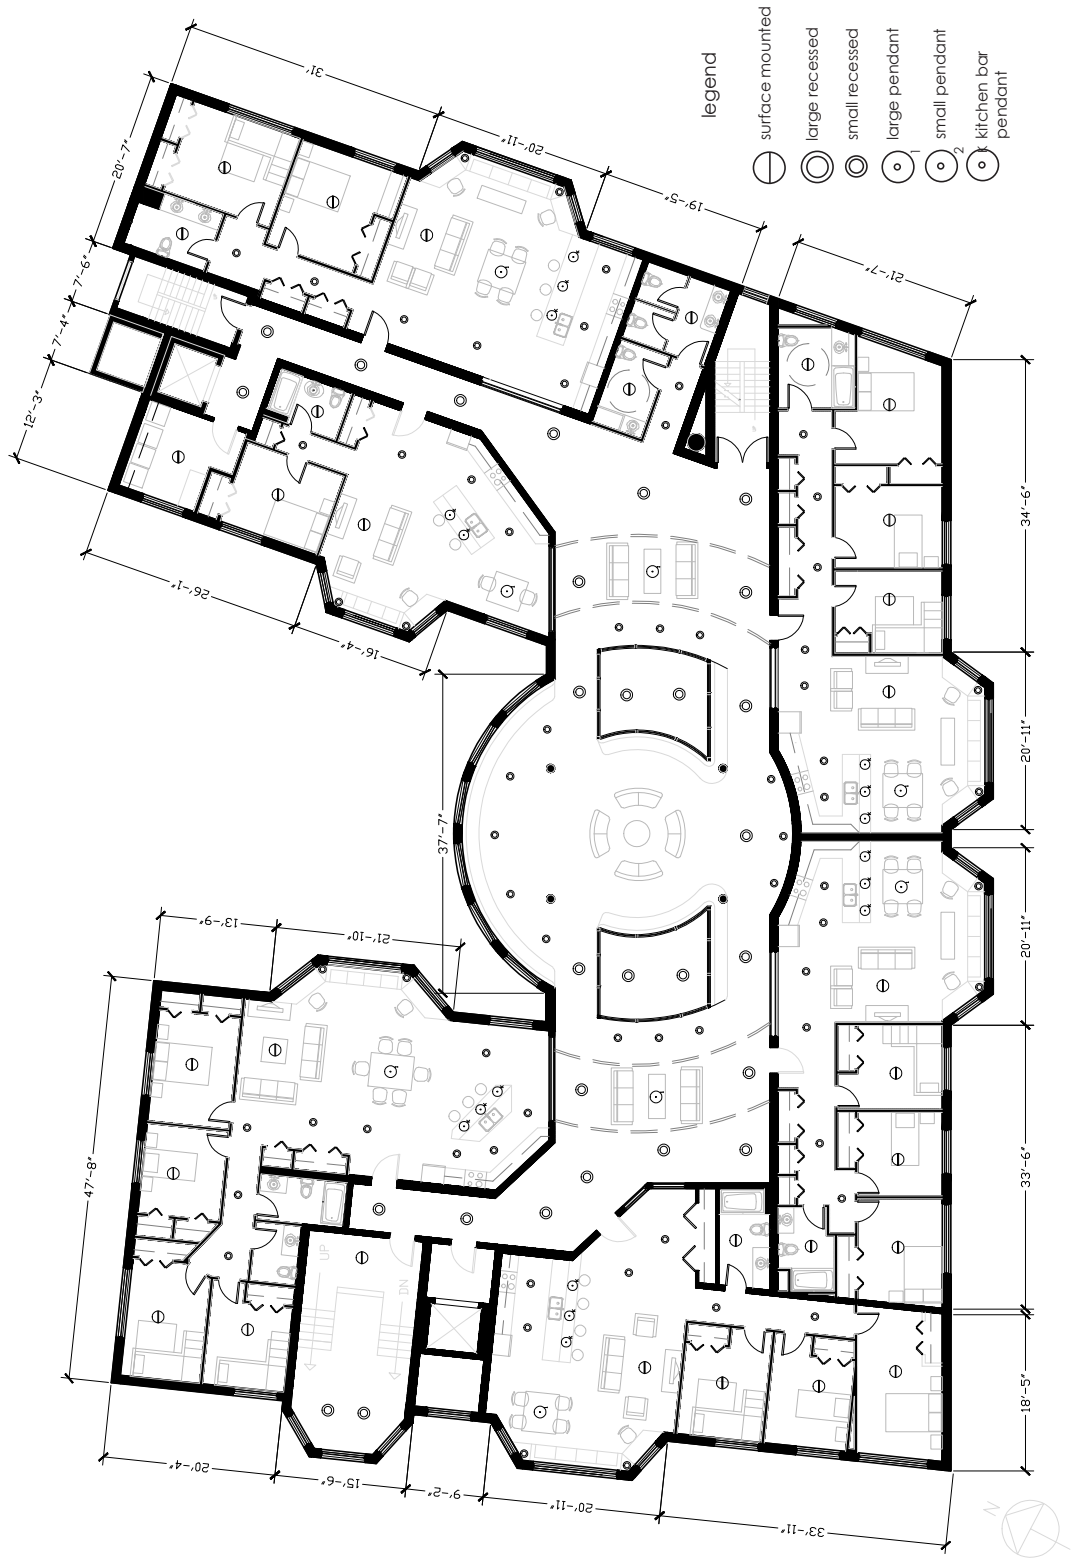 legend
surface mounted
large recessed
small recessed
large pendant
1
small pendant
2
kitchen bar
pendant
k
31'
20'-7"
20'-11"
19'-5"
7'-6"
7'-4"
12'-3"
21'-7"
26'-1"
16'-4"
34'-6"
20'-11"
37'-7"
13'-9"
21'-10"
20'-11"
47'-8"
33'-6"
UP
DN
18'-5"
20'-4"
15'-6"
9'-2"
20'-11"
33'-11"
N